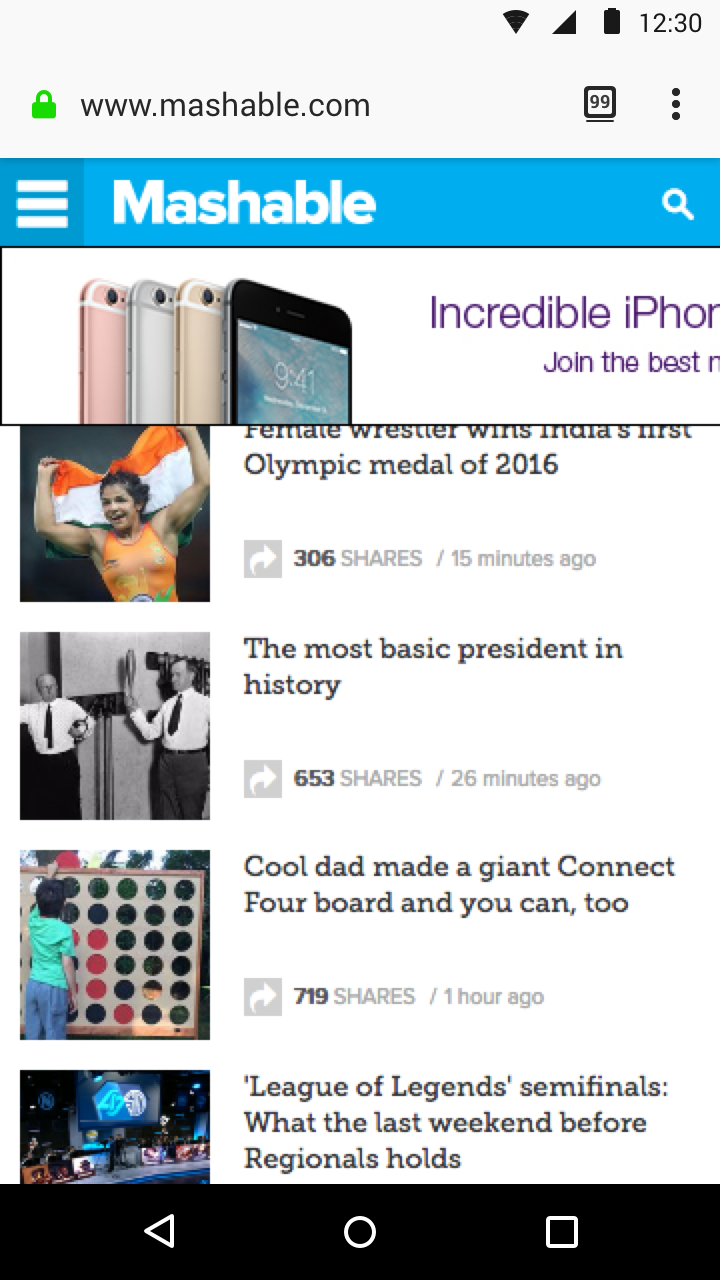 12:30
www.mashable.com
99
Mashable
Incredible iPhor
Join the best n
9:41
Female wrestler wins India's first
Olympic medal of 2016
306 SHARES / 15 minutes ago
The most basic president in
history
653 SHARES / 26 minutes ago
Cool dad made a giant Connect
Four board and you can, too
719 SHARES / 1 hour ago
'League of Legends' semifinals:
What the last weekend before
Regionals holds